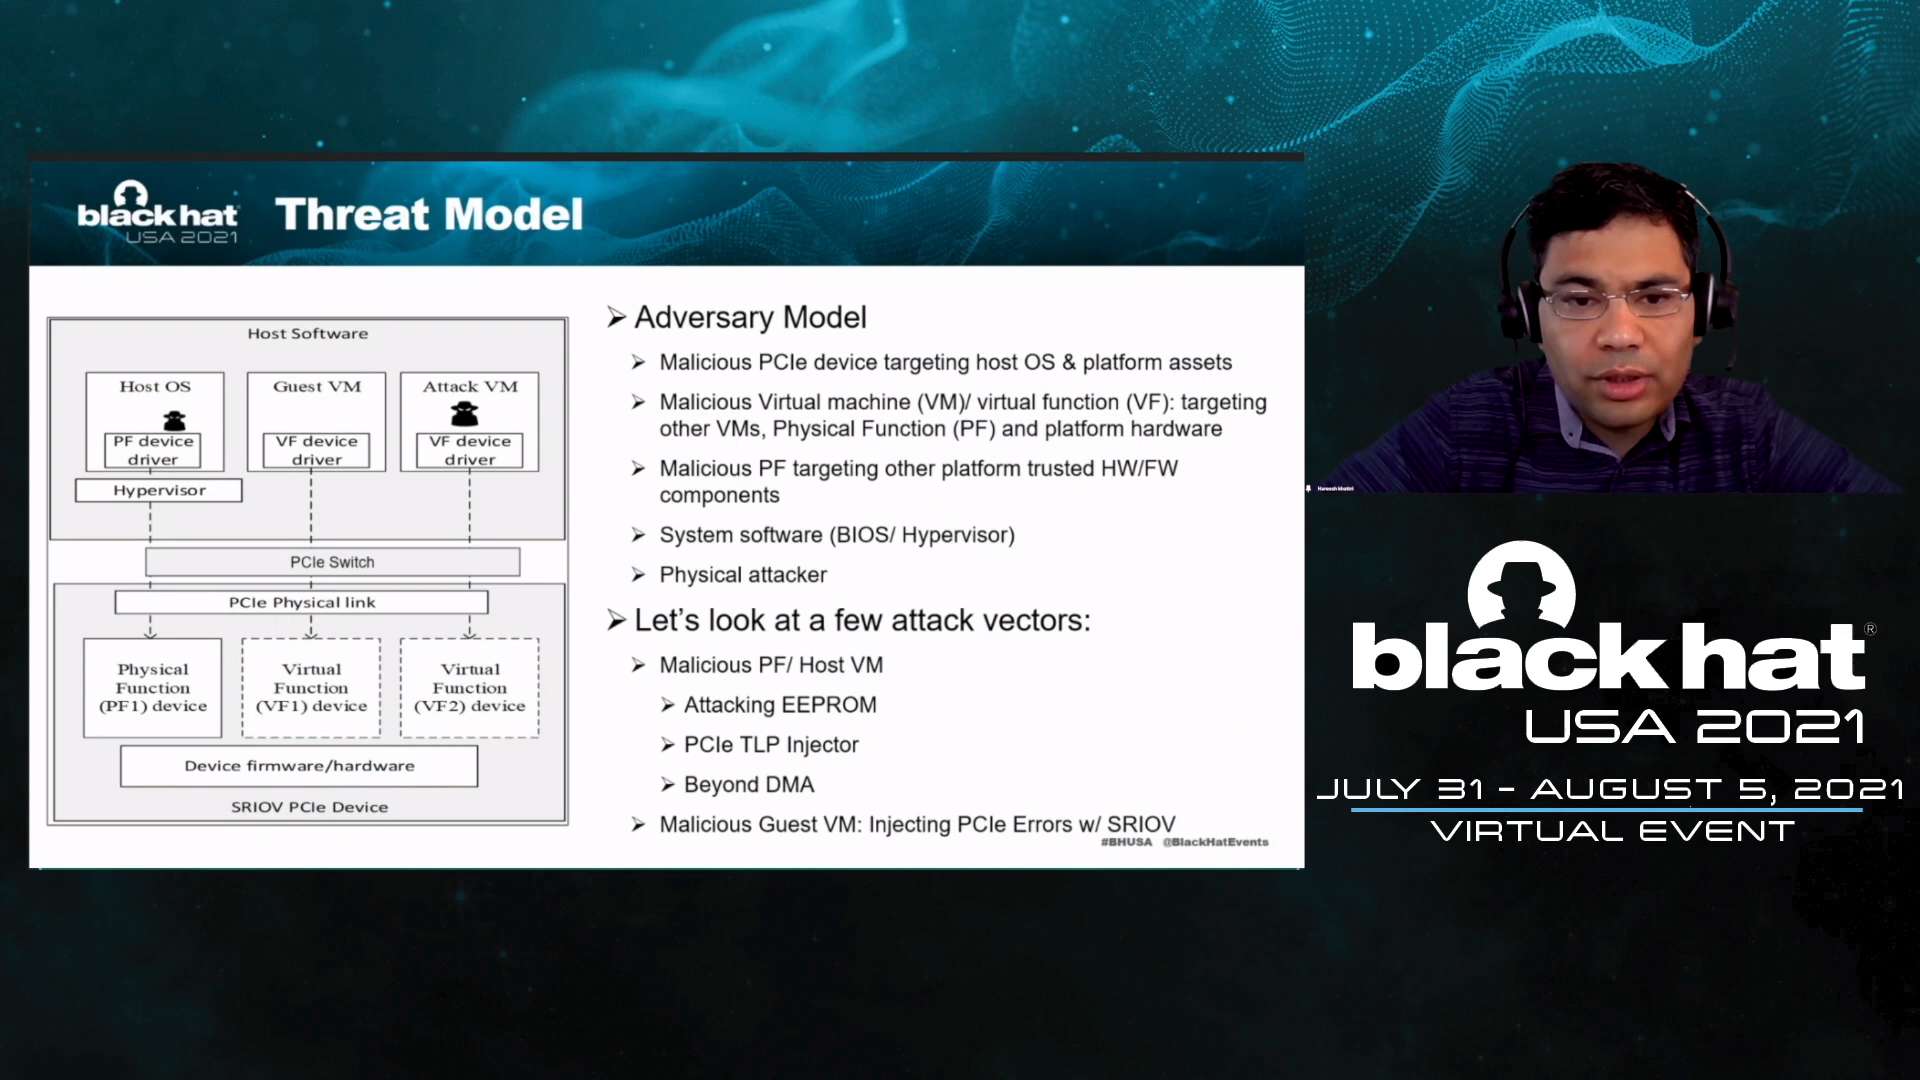 black hat
USA 2021
Threat Model
Host Software
Host OS
PF device
driver
Hypervisor
Guest VM
VF device
driver
Attack VM
VF device
driver
PCIe Switch
PCIe Physical link
Physical
Function
(PF1) device
Virtual
Function
(VF1) device
Virtual
Function
(VF2) device
Device firmware/hardware
SRIOV PCIe Device
➢ Adversary Model
➢ Malicious PCIe device targeting host OS & platform assets
➢ Malicious Virtual machine (VM)/ virtual function (VF): targeting
other VMs, Physical Function (PF) and platform hardware
➢ Malicious PF targeting other platform trusted HW/FW
components
➢ System software (BIOS/ Hypervisor)
➢ Physical attacker
➢ Let’s look at a few attack vectors:
➢ Malicious PF/ Host VM
➢ Attacking EEPROM
➢ PCIe TLP Injector
➢ Beyond DMA
➢ Malicious Guest VM: Injecting PCIe Errors w/ SRIOV
#BHUSA @BlackHatEvents
Hareesh khattri
black hat®
USA 2021
JULY 31 - AUGUST 5, 2021
VIRTUAL EVENT